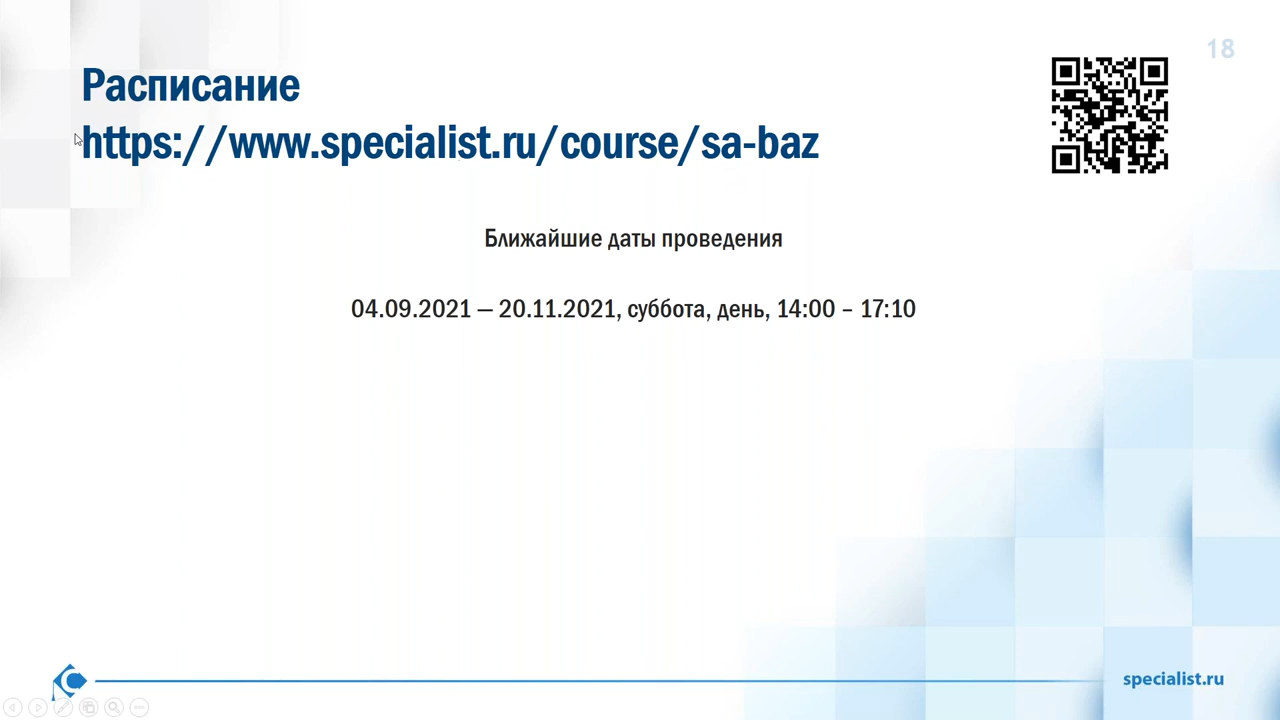 18
Расписание
https://www.specialist.ru/course/sa-baz
Ближайшие даты проведения
04.09.2021 — 20.11.2021, суббота, день, 14:00 – 17:10
specialist.ru